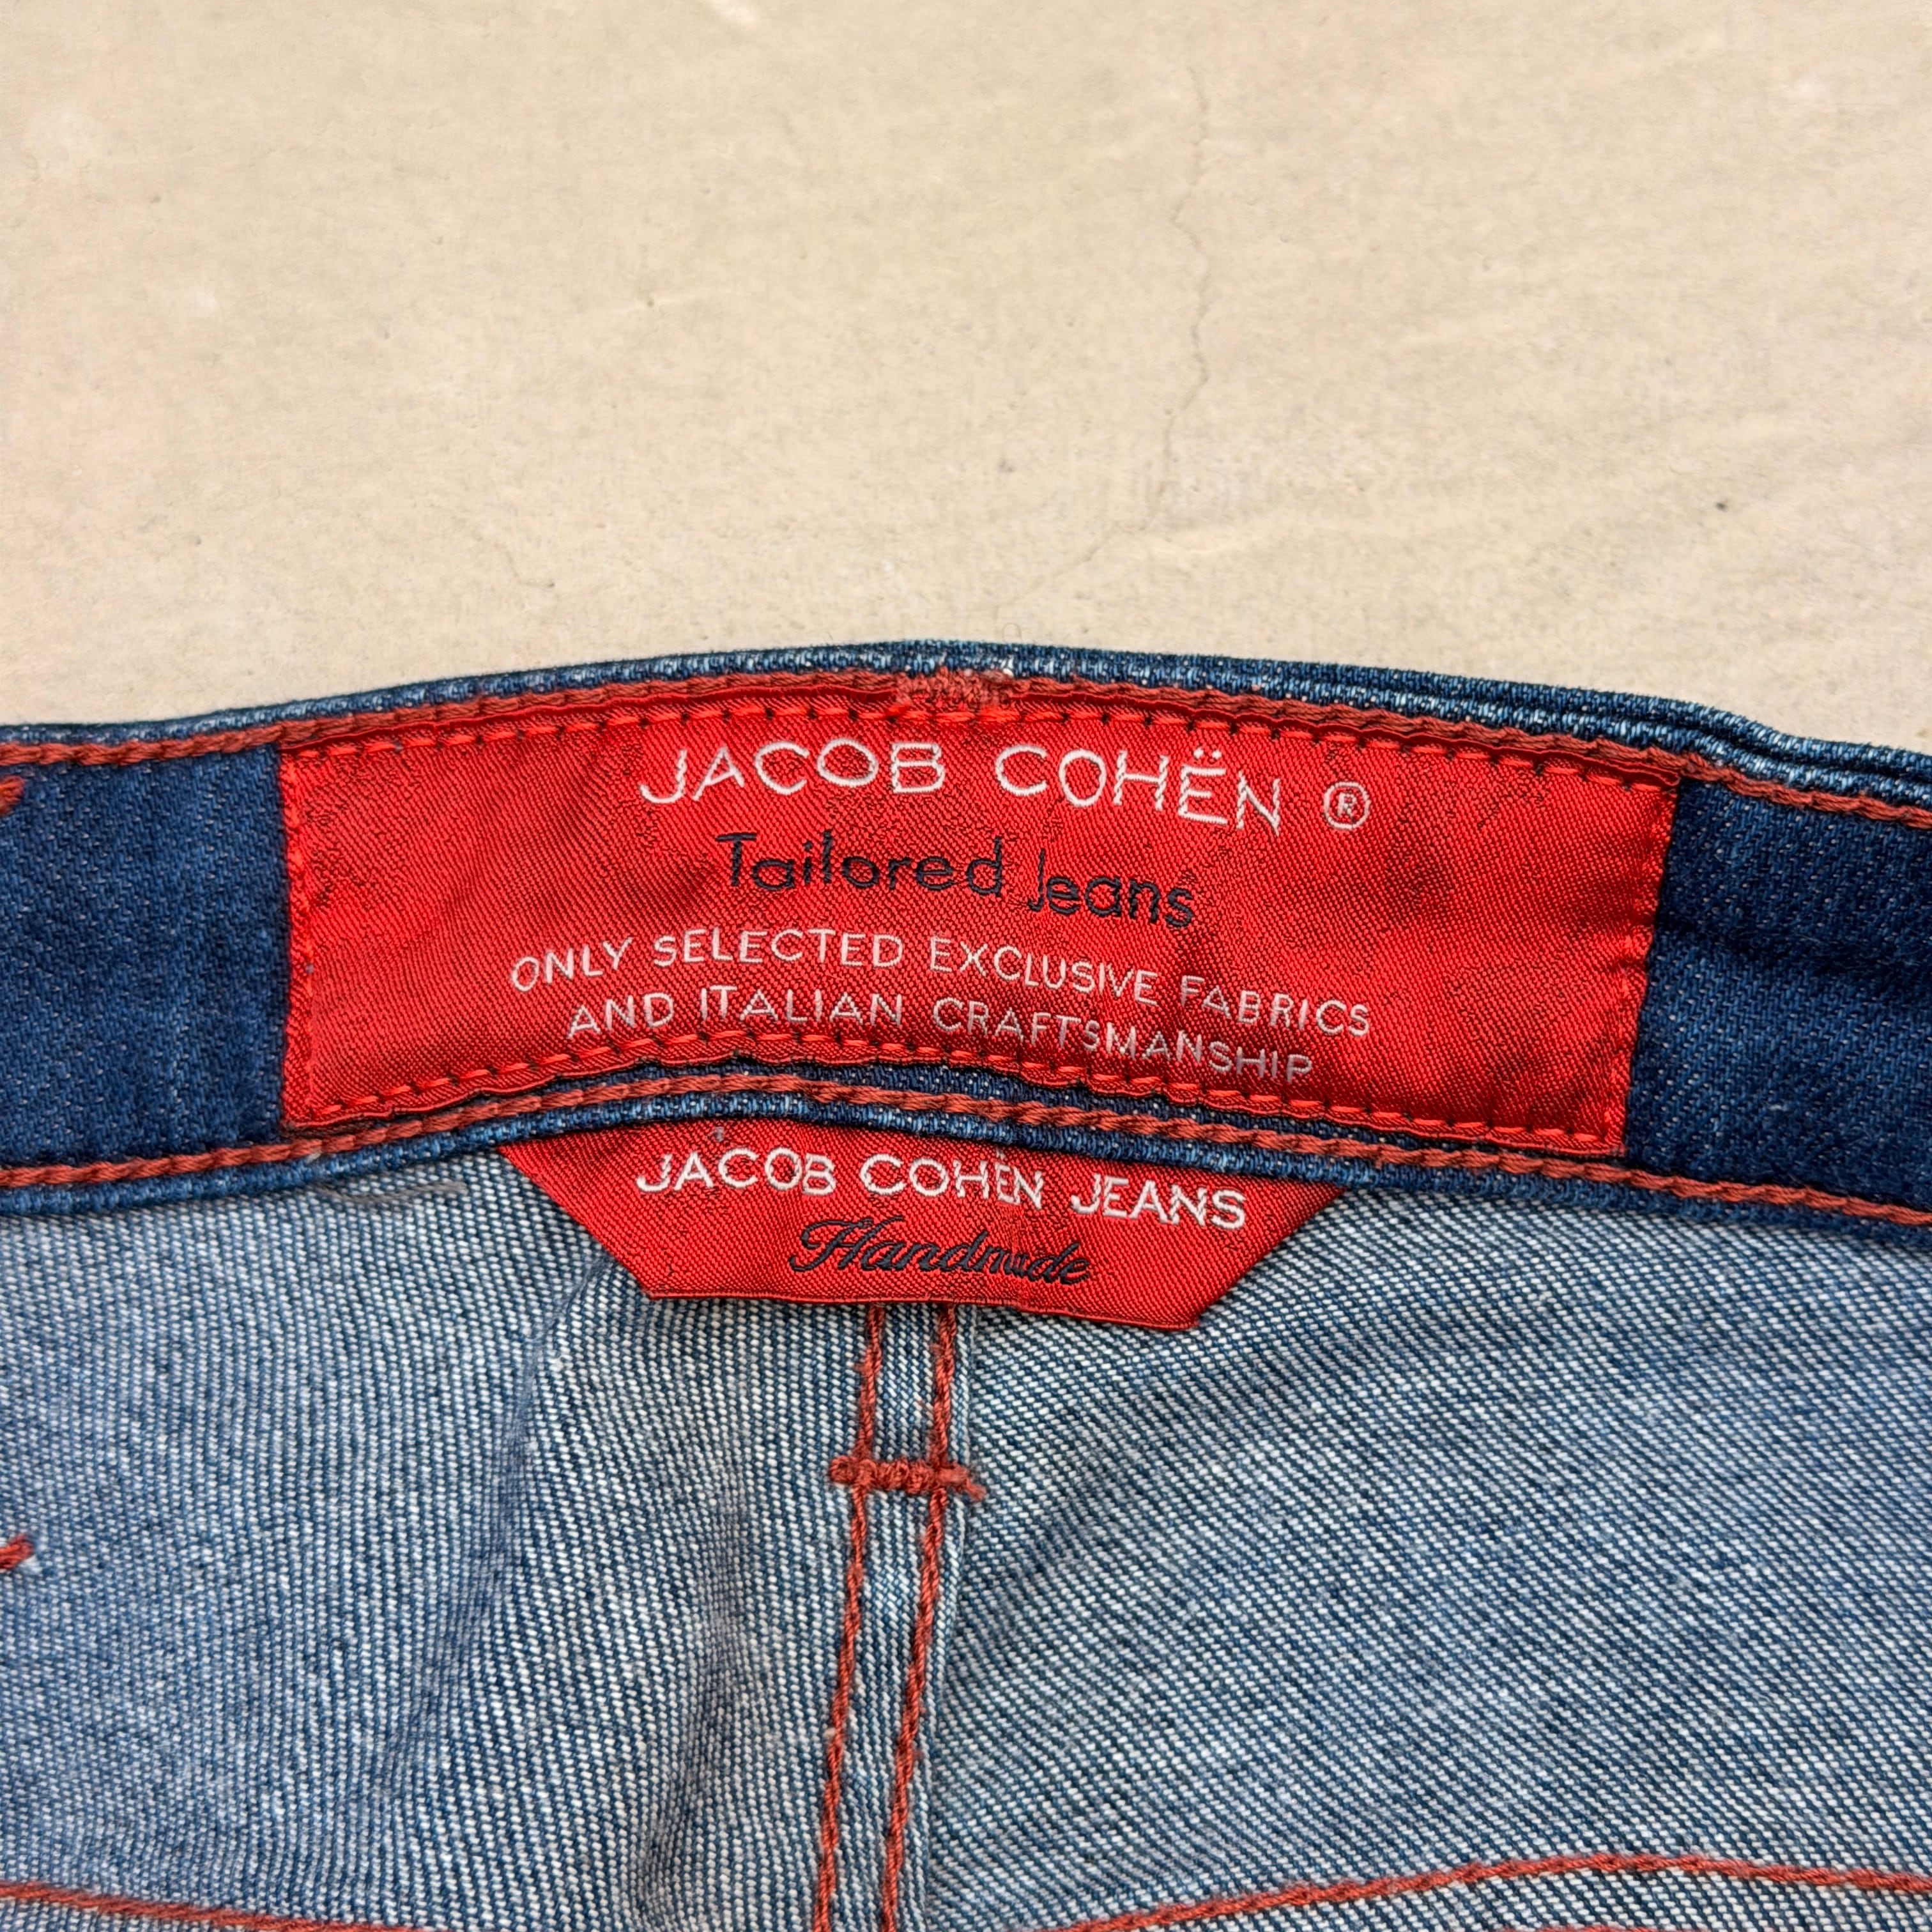 JACOB COHËN ®
Tailored Jeans
ONLY SELECTED EXCLUSIVE FABRICS
AND ITALIAN CRAFTSMANSHIP
JACOB COHËN JEANS
Handmade